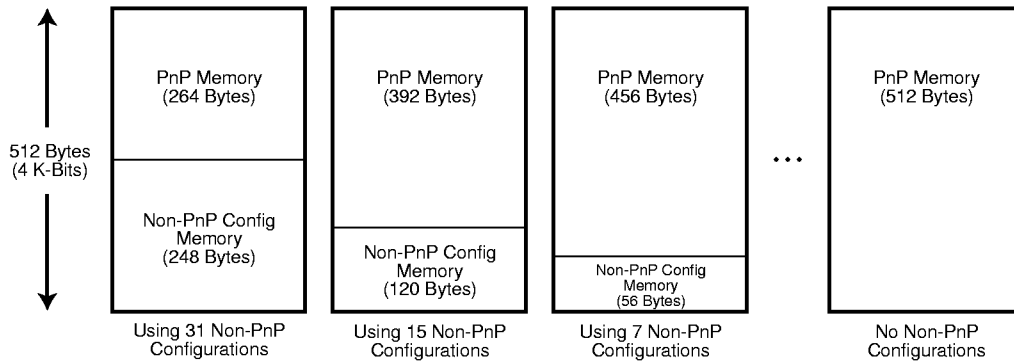 512 Bytes
(4 K-Bits)
PnP Memory
(264 Bytes)
Non-PnP Config
Memory
(248 Bytes)
Using 31 Non-PnP
Configurations
PnP Memory
(392 Bytes)
Non-PnP Config
Memory
(120 Bytes)
Using 15 Non-PnP
Configurations
PnP Memory
(456 Bytes)
Non-PnP Config
Memory
(56 Bytes)
Using 7 Non-PnP
Configurations
...
PnP Memory
(512 Bytes)
No Non-PnP
Configurations